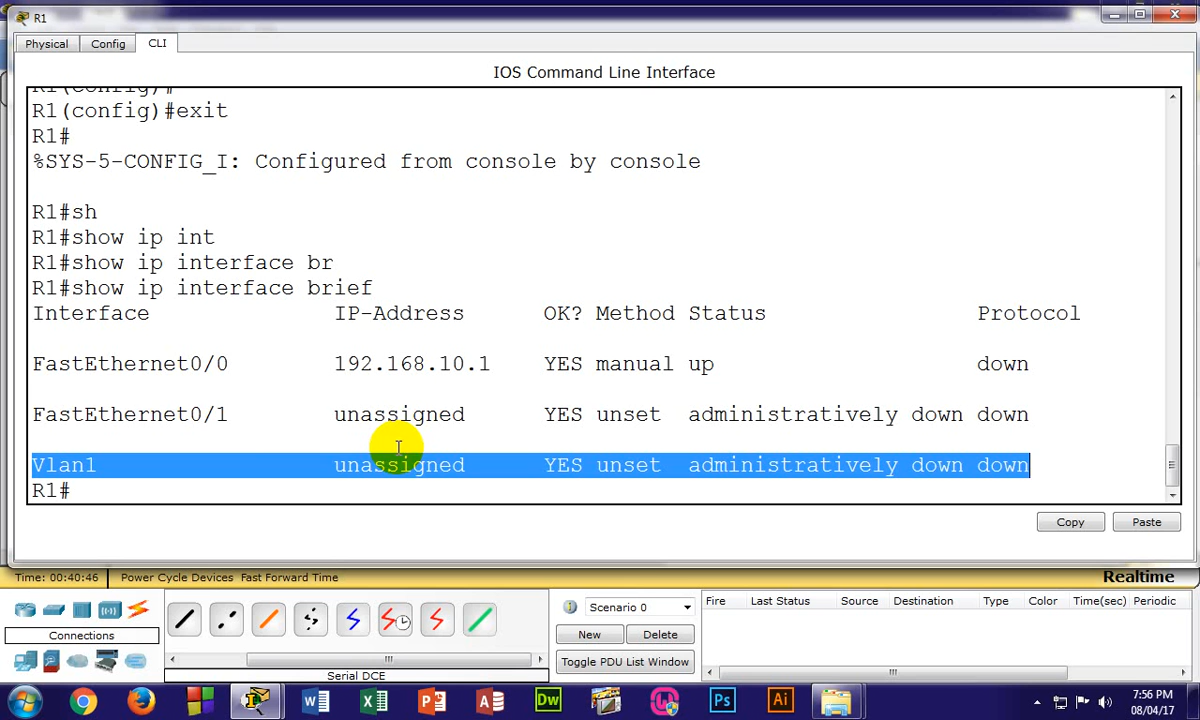 R1
Physical Config CLI
IOS Command Line Interface
R1(config)#
R1(config)#exit
R1#
%SYS-5-CONFIG_I: Configured from console by console
R1#sh
R1#show ip int
R1#show ip interface br
R1#show ip interface brief
Interface IP-Address OK? Method Status Protocol
FastEthernet0/0 192.168.10.1 YES manual up down
FastEthernet0/1 unassigned YES unset administratively down down
Vlan1 unassigned YES unset administratively down down
R1#
Copy Paste
Time: 00:40:46 Power Cycle Devices Fast Forward Time Realtime
Scenario 0 Fire Last Status Source Destination Type Color Time(sec) Periodic
Connections New Delete
Toggle PDU List Window
Serial DCE
Dw Ps Ai
7:56 PM
08/04/17